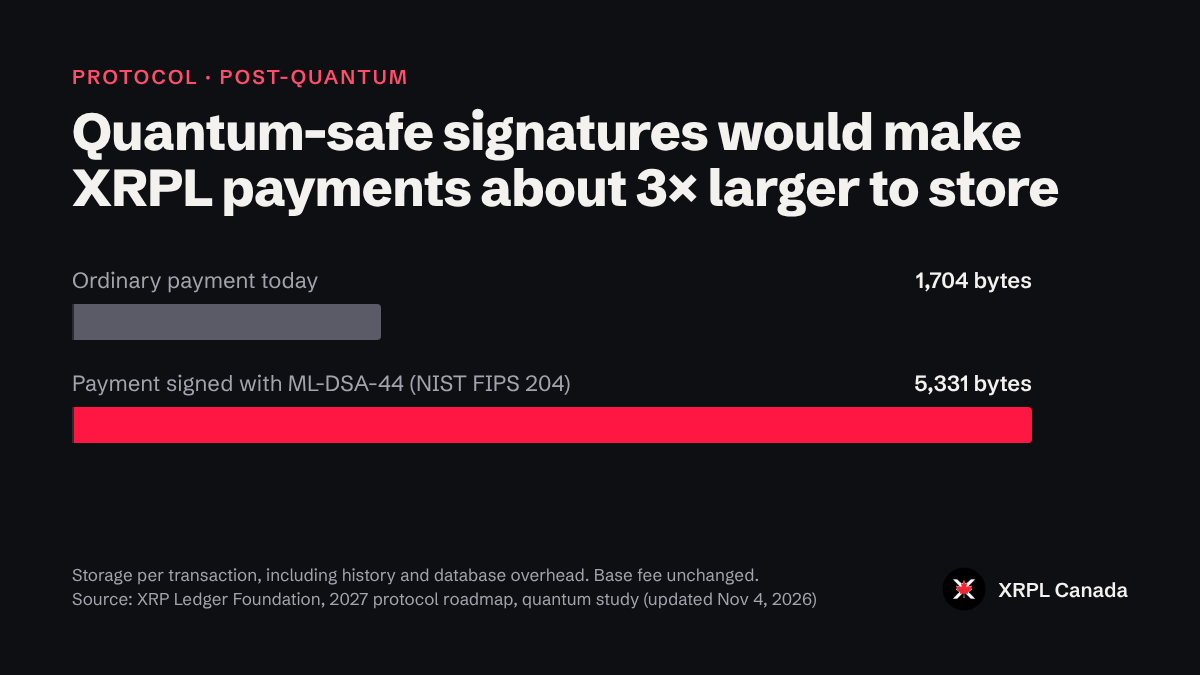 PROTOCOL · POST-QUANTUM
Quantum-safe signatures would make
XRPL payments about 3× larger to store
Ordinary payment today
1,704 bytes
Payment signed with ML-DSA-44 (NIST FIPS 204)
5,331 bytes
Storage per transaction, including history and database overhead. Base fee unchanged.
Source: XRP Ledger Foundation, 2027 protocol roadmap, quantum study (updated Nov 4, 2026)
XRPL Canada